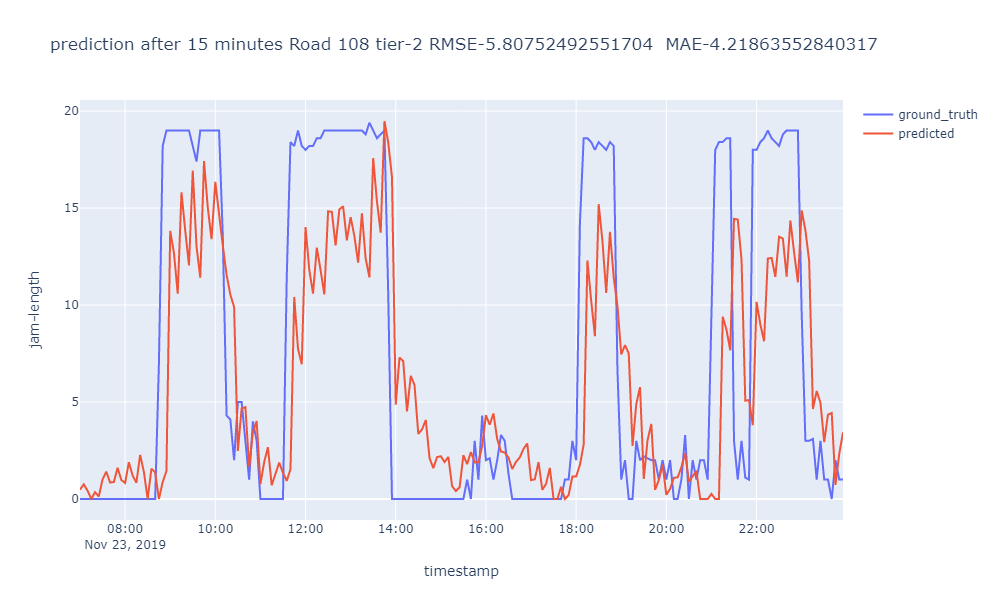 prediction after 15 minutes Road 108 tier-2 RMSE-5.80752492551704  MAE-4.21863552840317
ground_truth
predicted
20
15
10
5
0
jam-length
08:00 10:00 12:00 14:00 16:00 18:00 20:00 22:00
Nov 23, 2019
timestamp